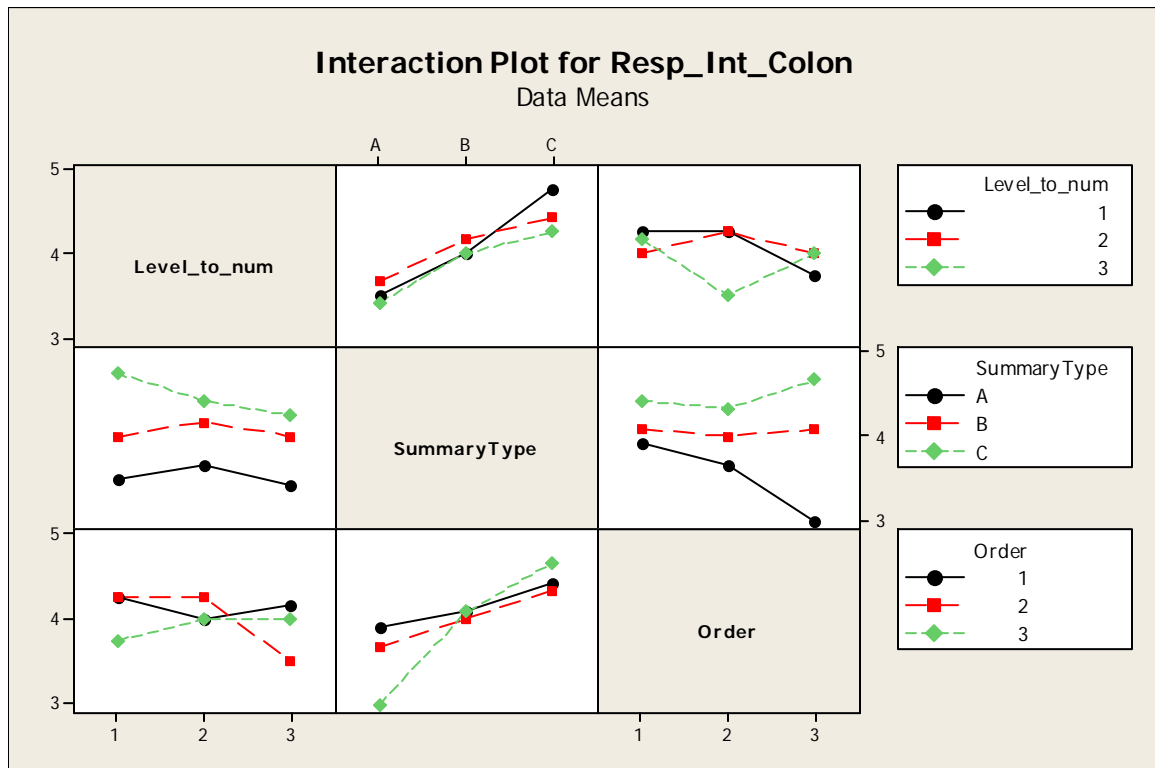 Interaction Plot for Resp_Int_Colon
Data Means
A B C
5
4
3
Level_to_num
Level_to_num
1
2
3
SummaryType
5
4
3
SummaryType
A
B
C
5
4
3
Order
Order
1
2
3
1 2 3
1 2 3